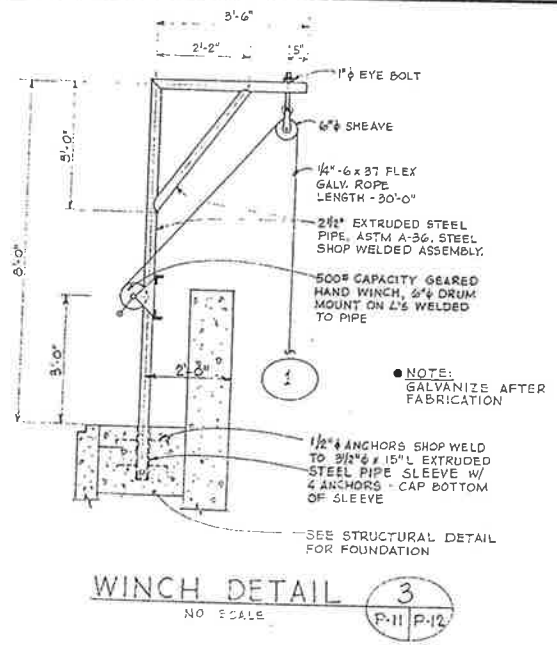 3'-6"
2'-2"
5"
1"ϕ EYE BOLT
6"ϕ SHEAVE
1/4" - 6 x 37 FLEX
GALV. ROPE
LENGTH - 30'-0"
2 1/2" EXTRUDED STEEL
PIPE, ASTM A-36, STEEL
SHOP WELDED ASSEMBLY.
500# CAPACITY GEARED
HAND WINCH, 6"ϕ DRUM
MOUNT ON L'S WELDED
TO PIPE
8'-0"
3'-0"
1
● NOTE:
GALVANIZE AFTER
FABRICATION
1/2"ϕ ANCHORS SHOP WELD
TO 3 1/2"ϕ x 15" L EXTRUDED
STEEL PIPE SLEEVE W/
4 ANCHORS - CAP BOTTOM
OF SLEEVE
SEE STRUCTURAL DETAIL
FOR FOUNDATION
WINCH DETAIL
NO SCALE
3
P-11 P-12